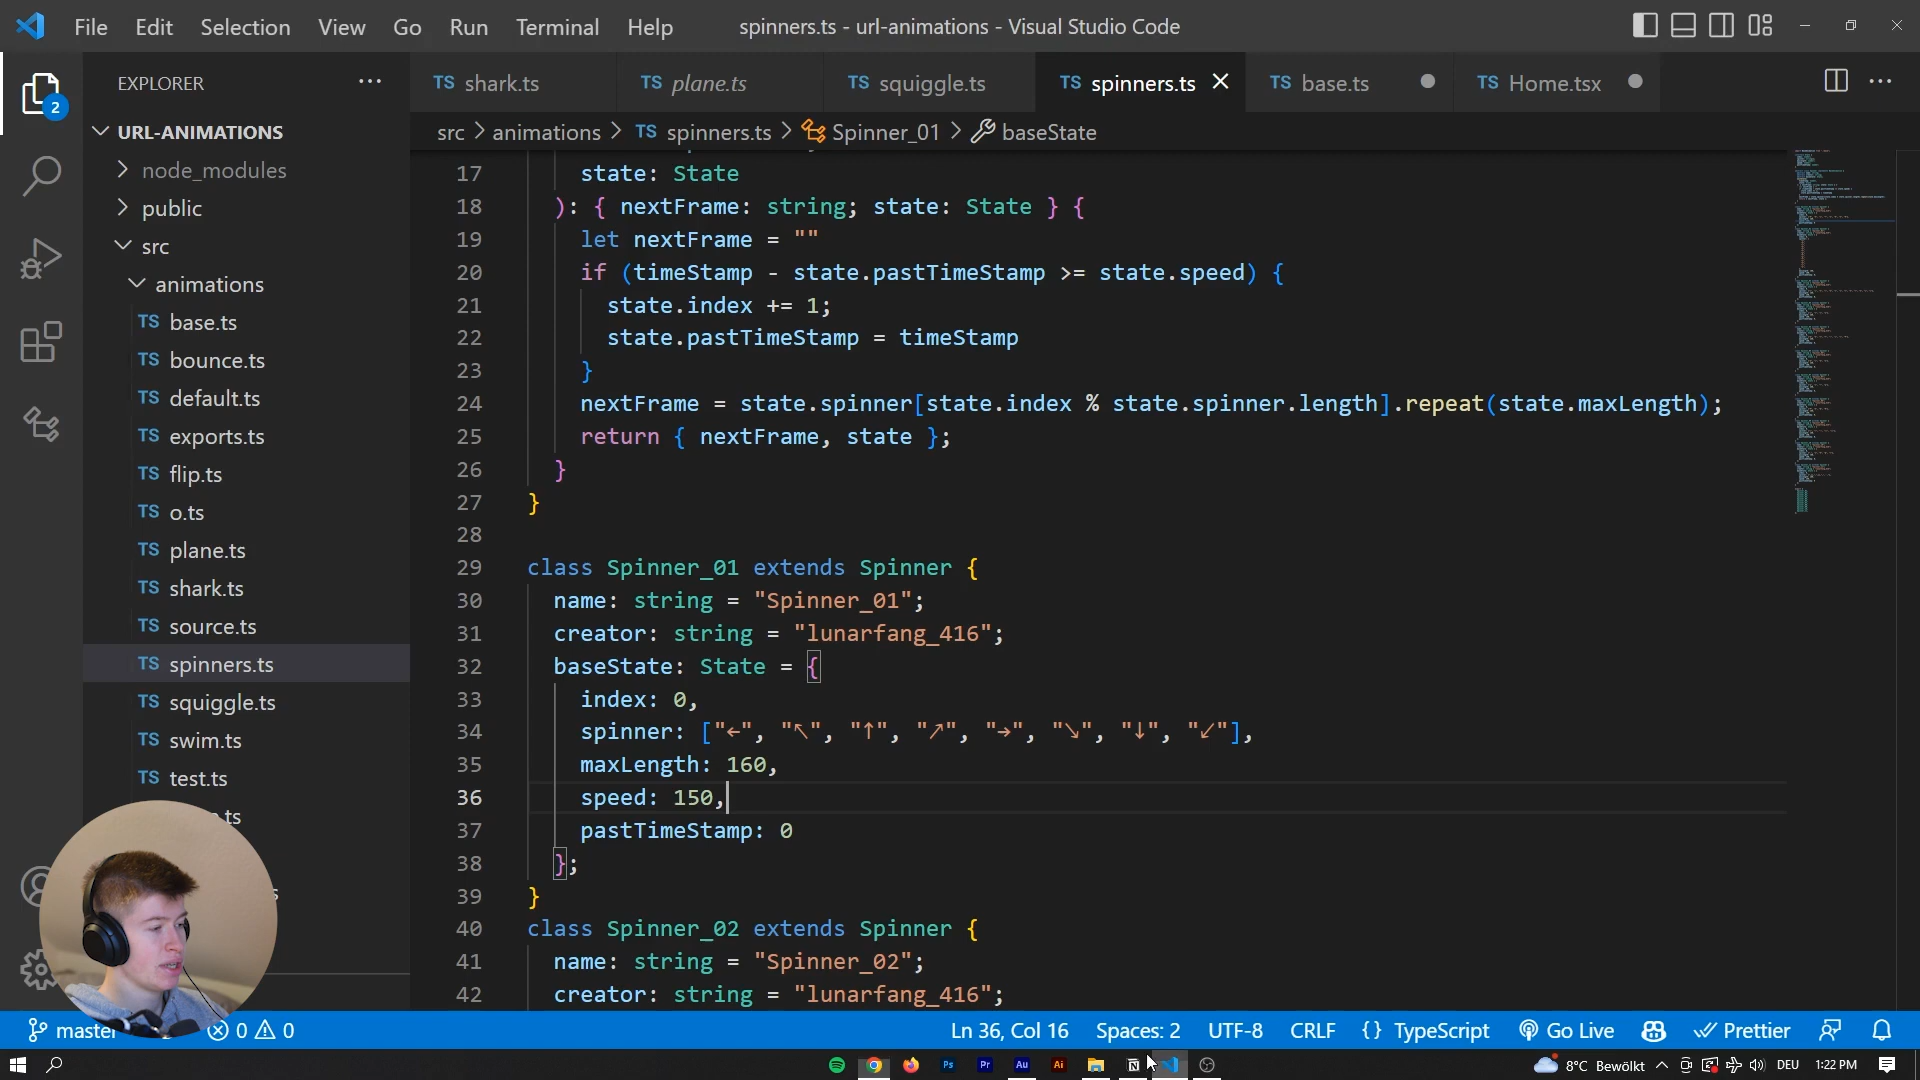 File Edit Selection View Go Run Terminal Help
spinners.ts - url-animations - Visual Studio Code
EXPLORER
TS shark.ts
TS plane.ts
TS squiggle.ts
TS spinners.ts
TS base.ts
TS Home.tsx
2
URL-ANIMATIONS
node_modules
public
src
animations
TS base.ts
TS bounce.ts
TS default.ts
TS exports.ts
TS flip.ts
TS o.ts
TS plane.ts
TS shark.ts
TS source.ts
TS spinners.ts
TS squiggle.ts
TS swim.ts
TS test.ts
src > animations > TS spinners.ts > Spinner_01 > baseState
17 state: State
18 ): { nextFrame: string; state: State } {
19 let nextFrame = ""
20 if (timeStamp - state.pastTimeStamp >= state.speed) {
21 state.index += 1;
22 state.pastTimeStamp = timeStamp
23 }
24 nextFrame = state.spinner[state.index % state.spinner.length].repeat(state.maxLength);
25 return { nextFrame, state };
26 }
27 }
28
29 class Spinner_01 extends Spinner {
30 name: string = "Spinner_01";
31 creator: string = "lunarfang_416";
32 baseState: State = {
33 index: 0,
34 spinner: ["←", "↖", "↑", "↗", "→", "↘", "↓", "↙"],
35 maxLength: 160,
36 speed: 150,
37 pastTimeStamp: 0
38 };
39 }
40 class Spinner_02 extends Spinner {
41 name: string = "Spinner_02";
42 creator: string = "lunarfang_416";
master 0 0
Ln 36, Col 16 Spaces: 2 UTF-8 CRLF {} TypeScript Go Live Prettier
Ps Pr Au Ai
8°C Bewölkt DEU 1:22 PM